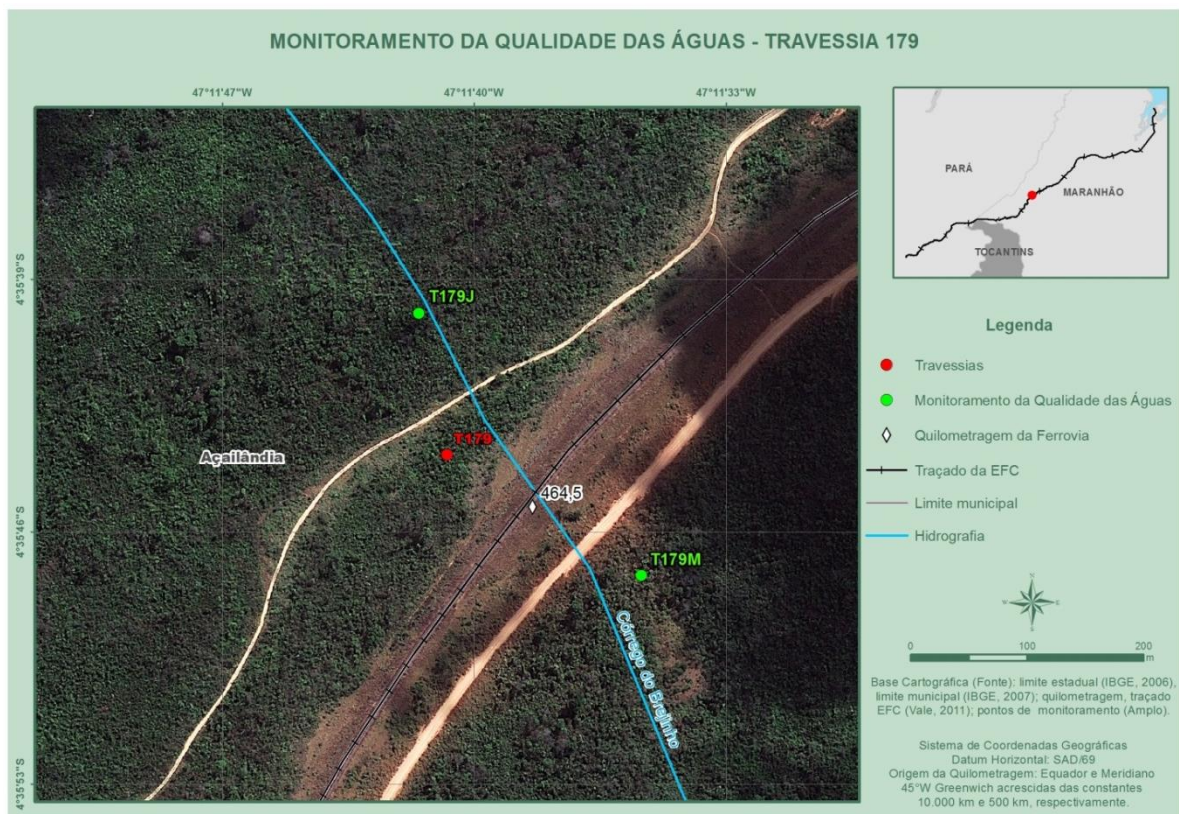 MONITORAMENTO DA QUALIDADE DAS ÁGUAS - TRAVESSIA 179
47°11'47"W
47°11'40"W
47°11'33"W
4°35'39"S
4°35'46"S
4°35'53"S
T179J
T179
Açailândia
464,5
T179M
Córrego do Brejinho
PARÁ
MARANHÃO
TOCANTINS
Legenda
Travessias
Monitoramento da Qualidade das Águas
Quilometragem da Ferrovia
Traçado da EFC
Limite municipal
Hidrografia
N
W
E
S
0
100
200
m
Base Cartográfica (Fonte): limite estadual (IBGE, 2006),
limite municipal (IBGE, 2007); quilometragem, traçado
EFC (Vale, 2011); pontos de monitoramento (Amplo).
Sistema de Coordenadas Geográficas
Datum Horizontal: SAD/69
Origem da Quilometragem: Equador e Meridiano
45°W Greenwich acrescidas das constantes
10.000 km e 500 km, respectivamente.